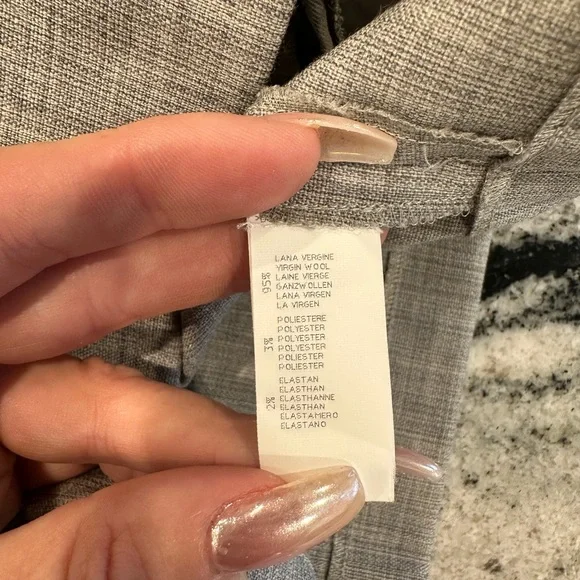 95%
LANA VERGINE
VIRGIN WOOL
LAINE VIERGE
GANZWOLLEN
LANA VIRGEN
LA VIRGEN
3%
POLIESTERE
POLYESTER
POLYESTER
POLYESTER
POLIESTER
POLIESTER
2%
ELASTAN
ELASTHAN
ELASTHANNE
ELASTHAN
ELASTAMERO
ELASTANO